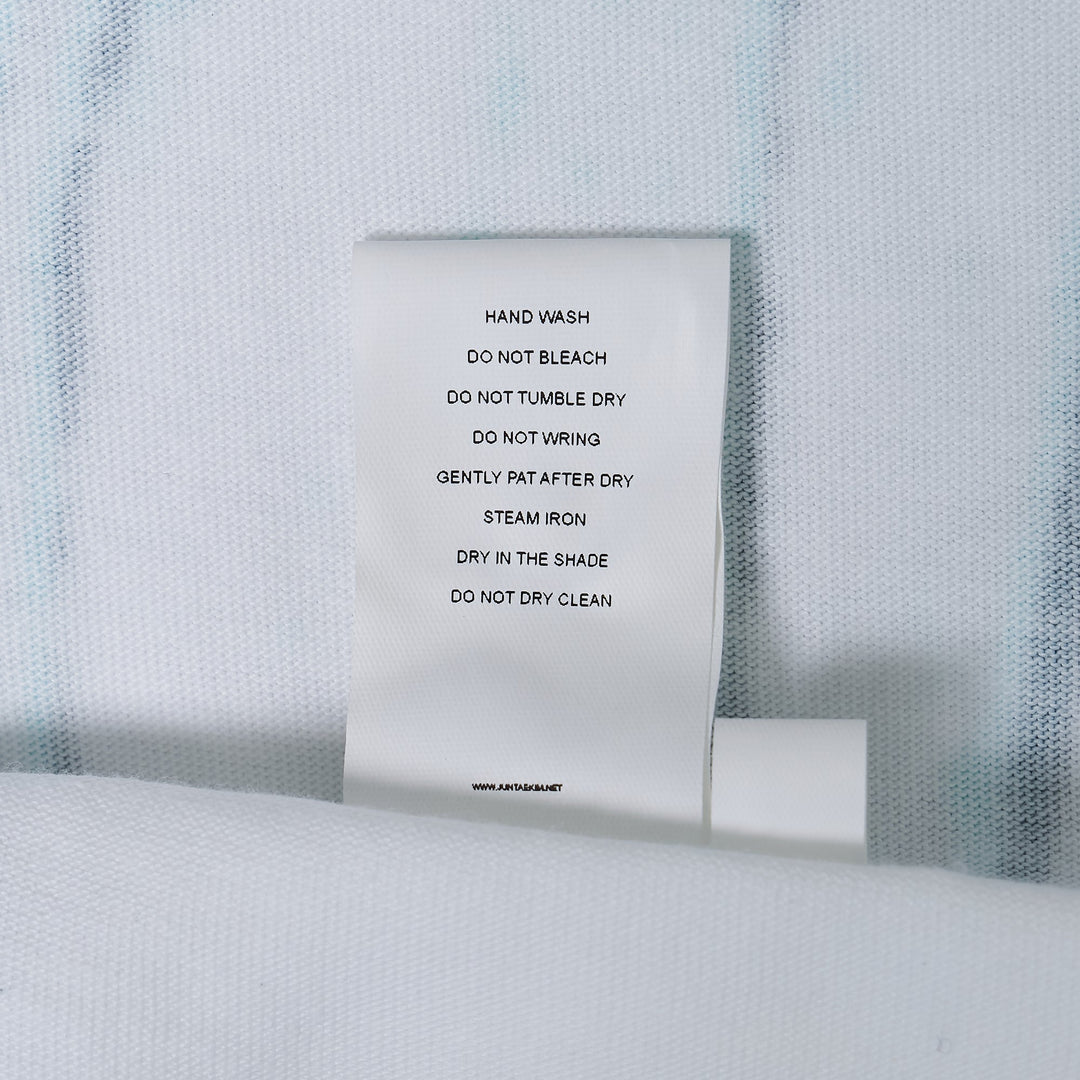 HAND WASH
DO NOT BLEACH
DO NOT TUMBLE DRY
DO NOT WRING
GENTLY PAT AFTER DRY
STEAM IRON
DRY IN THE SHADE
DO NOT DRY CLEAN
WWW.JUNTAEKIM.NET